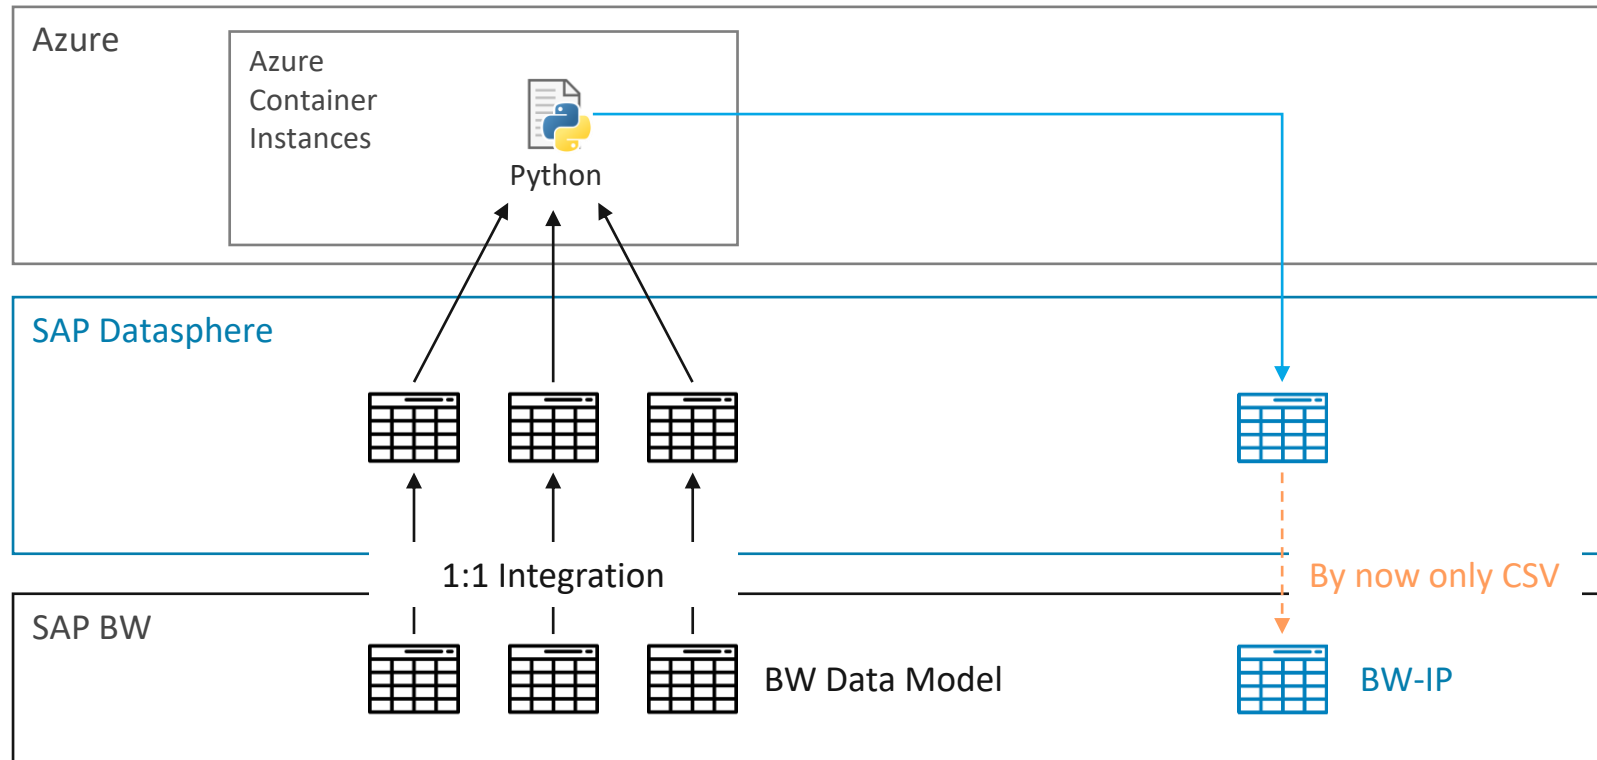 Azure
Azure
Container
Instances
Python
SAP Datasphere
1:1 Integration
By now only CSV
SAP BW
BW Data Model
BW-IP